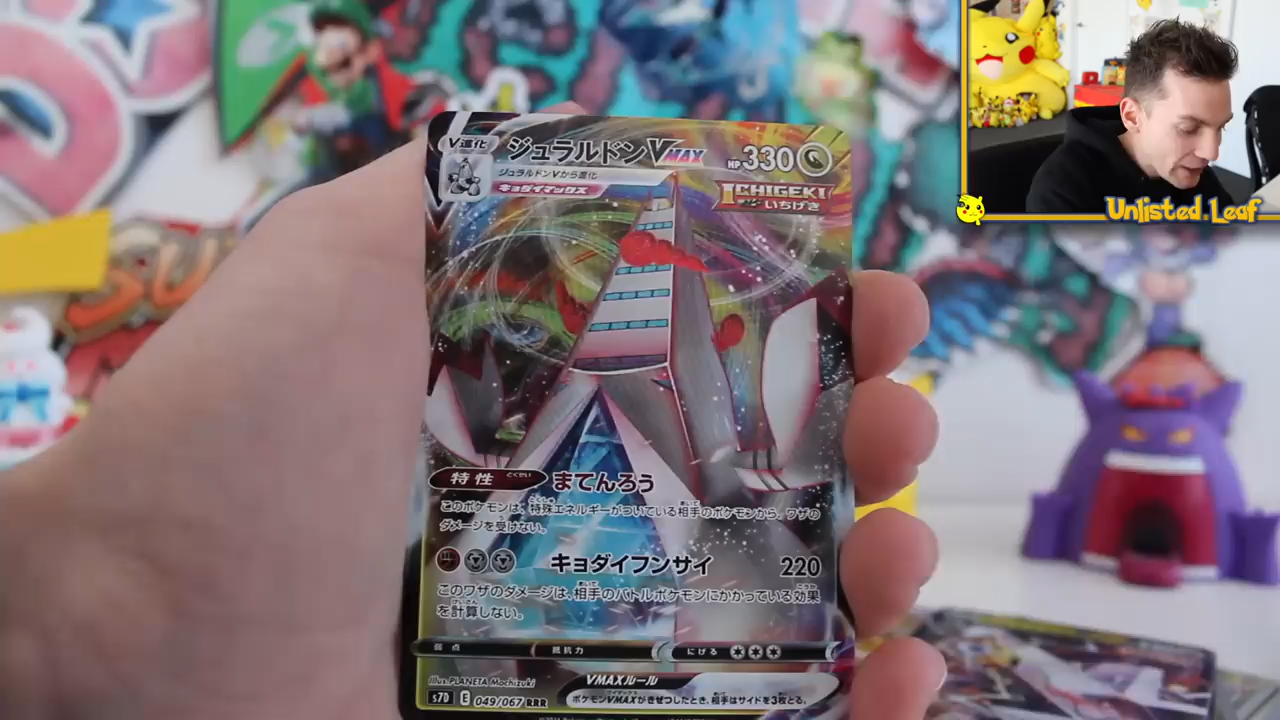 V進化
ジュラルドンVMAX
HP 330
ジュラルドンVから進化
キョダイマックス
ICHIGEKI
いちげき
Unlisted.Leaf
特性 とくせい
まてんろう
このポケモンは、特殊エネルギーがついている相手のポケモンから、ワザの
ダメージを受けない。
キョダイフンサイ 220
このワザのダメージは、相手のバトルポケモンにかかっている効果
を計算しない。
弱点 抵抗力 にげる
Illus. PLANETA Mochizuki
VMAXルール
s7D E 049/067 RRR
ポケモンVMAXがきぜつしたとき、相手はサイドを3枚とる。